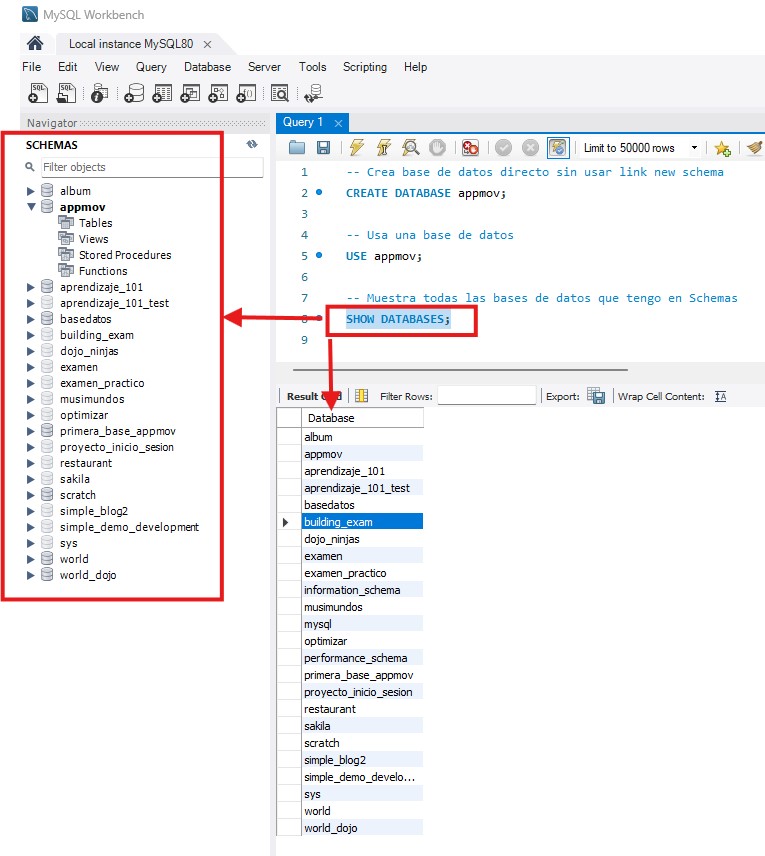 MySQL Workbench
Local instance MySQL80
File Edit View Query Database Server Tools Scripting Help
Navigator
SCHEMAS
Filter objects
album
appmov
Tables
Views
Stored Procedures
Functions
aprendizaje_101
aprendizaje_101_test
basedatos
building_exam
dojo_ninjas
examen
examen_practico
musimundos
optimizar
primera_base_appmov
proyecto_inicio_sesion
restaurant
sakila
scratch
simple_blog2
simple_demo_development
sys
world
world_dojo
Query 1
Limit to 50000 rows
1 -- Crea base de datos directo sin usar link new schema
2 CREATE DATABASE appmov;
3
4 -- Usa una base de datos
5 USE appmov;
6
7 -- Muestra todas las bases de datos que tengo en Schemas
8 SHOW DATABASES;
9
Result Filter Rows: Export: Wrap Cell Content:
Database
album
appmov
aprendizaje_101
aprendizaje_101_test
basedatos
building_exam
dojo_ninjas
examen
examen_practico
information_schema
musimundos
mysql
optimizar
performance_schema
primera_base_appmov
proyecto_inicio_sesion
restaurant
sakila
scratch
simple_blog2
simple_demo_develo...
sys
world
world_dojo